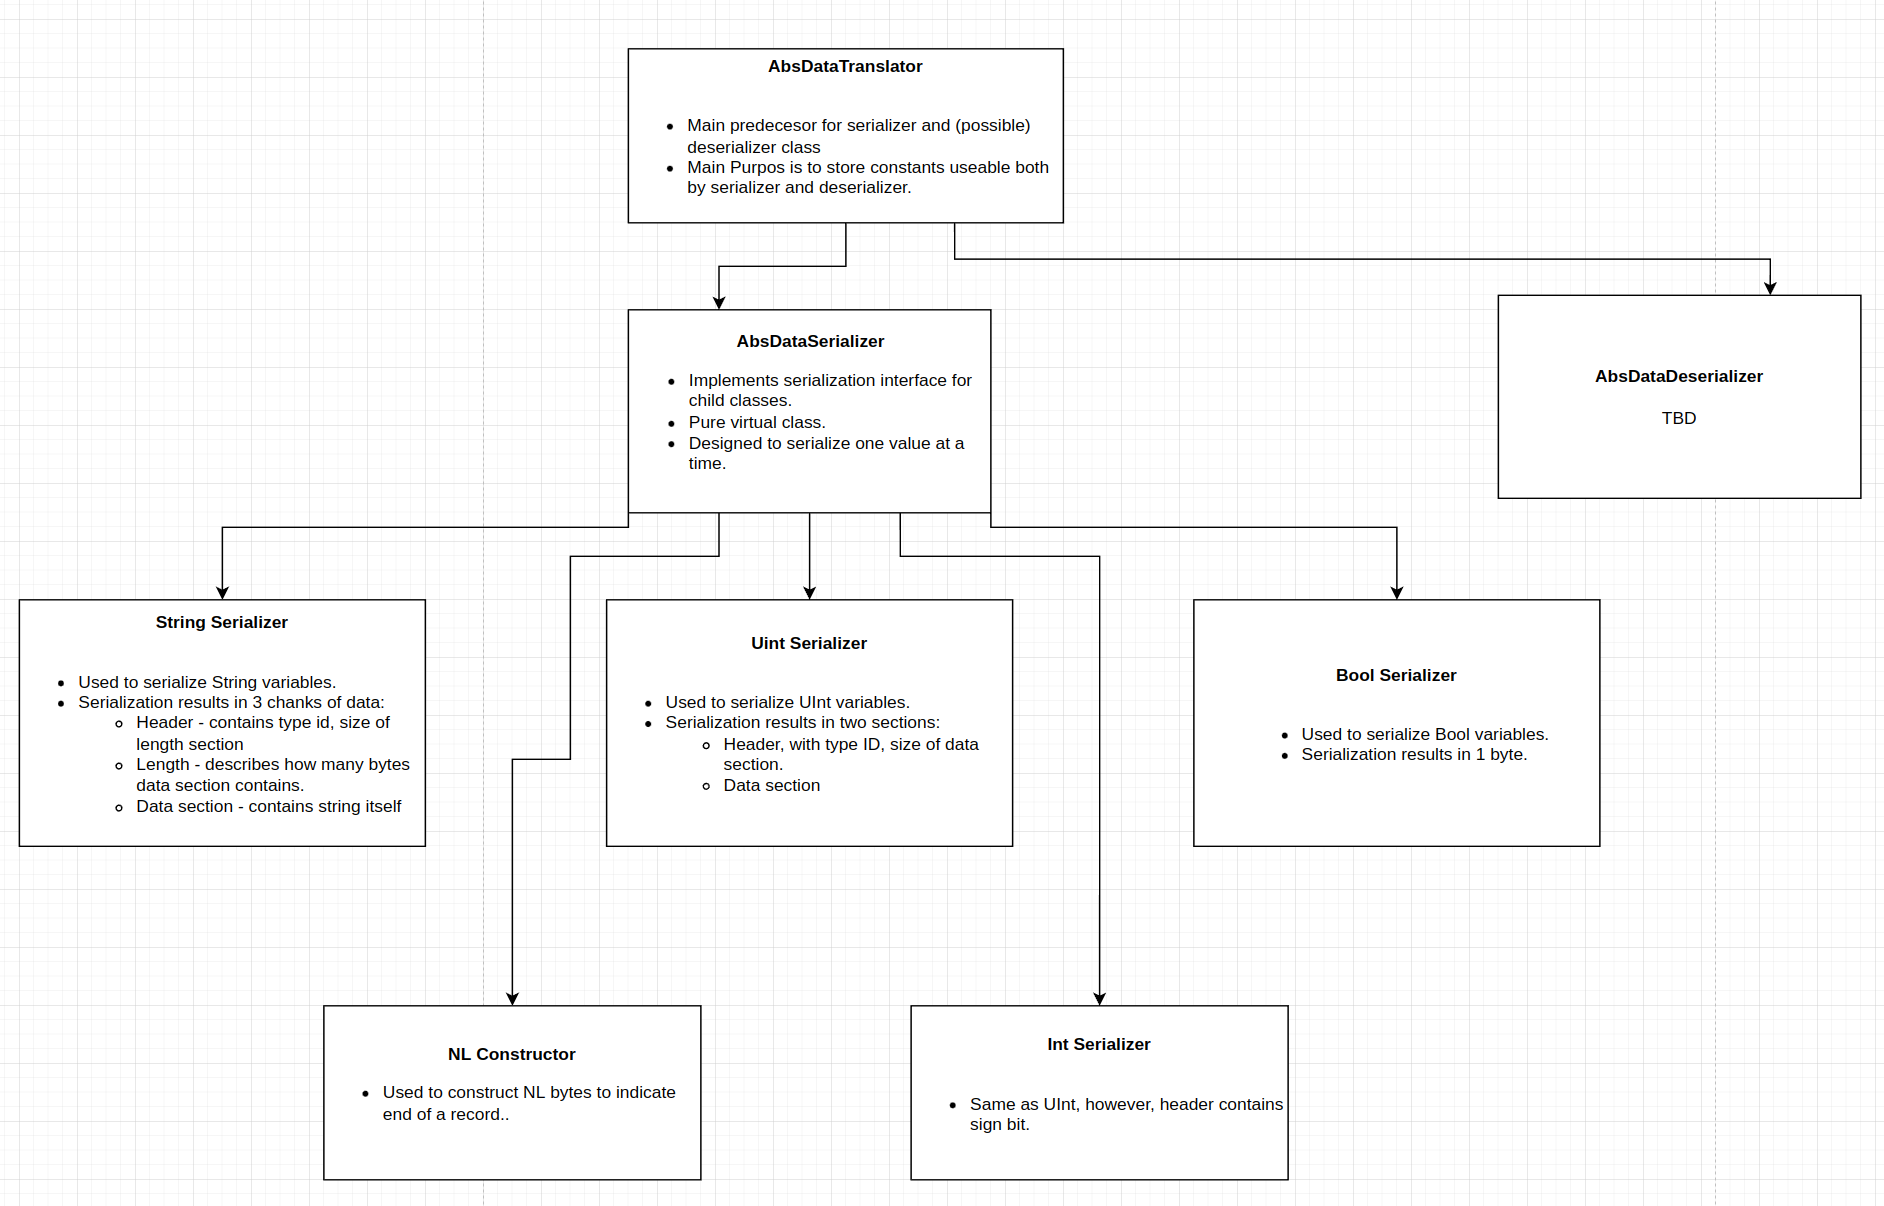 AbsDataTranslator
Main predecesor for serializer and (possible)
deserializer class
Main Purpos is to store constants useable both
by serializer and deserializer.
AbsDataSerializer
Implements serialization interface for
child classes.
Pure virtual class.
Designed to serialize one value at a
time.
AbsDataDeserializer
TBD
String Serializer
Used to serialize String variables.
Serialization results in 3 chanks of data:
Header - contains type id, size of
length section
Length - describes how many bytes
data section contains.
Data section - contains string itself
Uint Serializer
Used to serialize UInt variables.
Serialization results in two sections:
Header, with type ID, size of data
section.
Data section
Bool Serializer
Used to serialize Bool variables.
Serialization results in 1 byte.
NL Constructor
Used to construct NL bytes to indicate
end of a record..
Int Serializer
Same as UInt, however, header contains
sign bit.